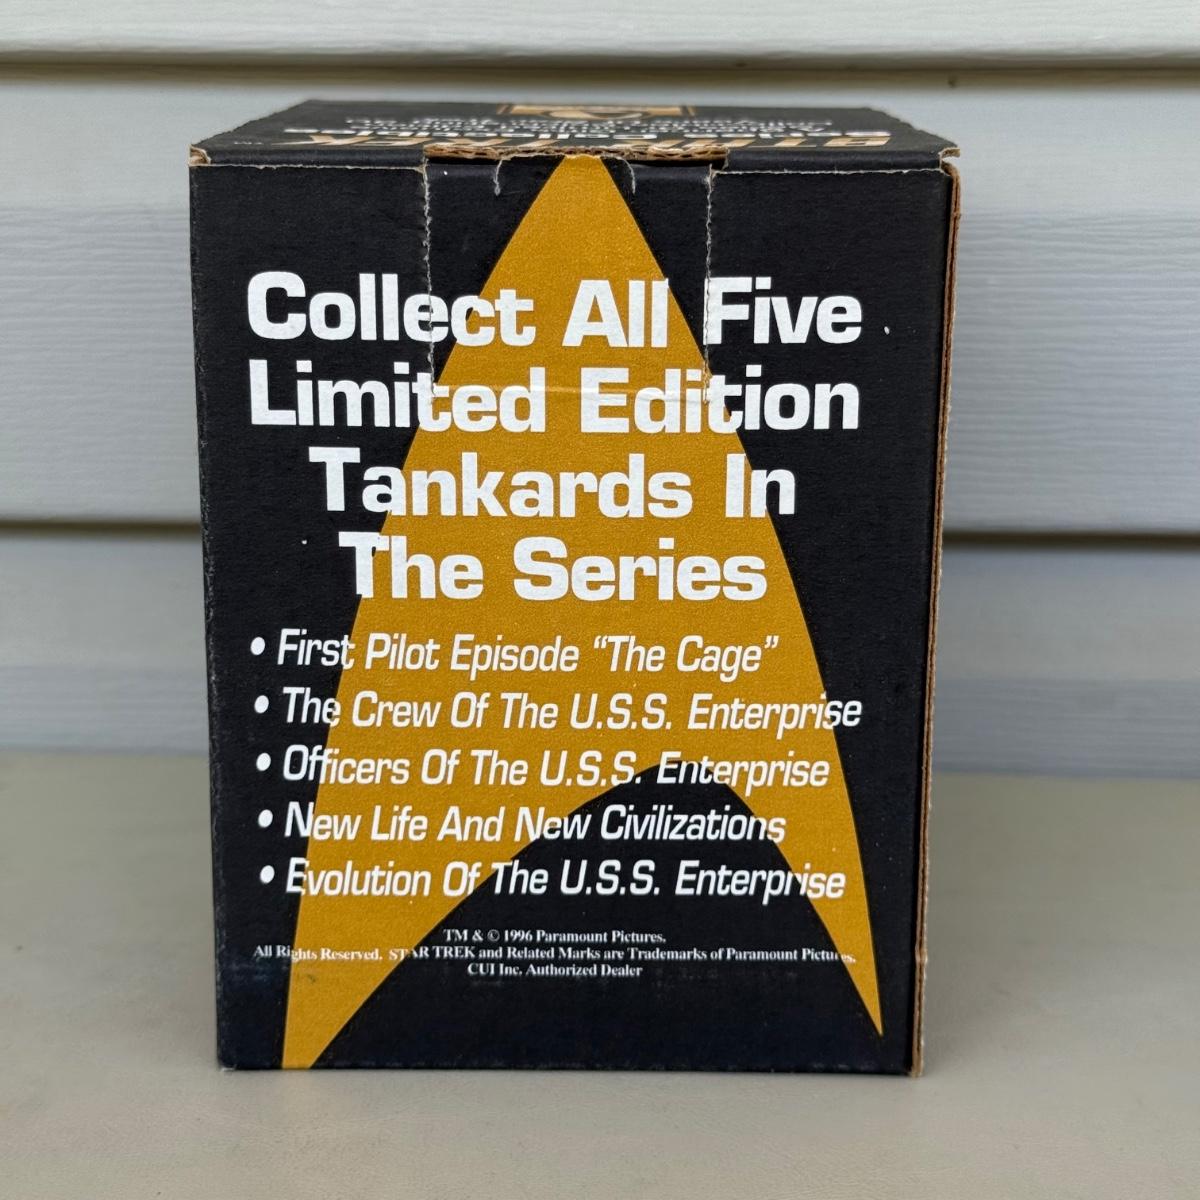 STAR TREK
Collect All Five
Limited Edition
Tankards In
The Series
• First Pilot Episode “The Cage”
• The Crew Of The U.S.S. Enterprise
• Officers Of The U.S.S. Enterprise
• New Life And New Civilizations
• Evolution Of The U.S.S. Enterprise
TM & © 1996 Paramount Pictures.
All Rights Reserved. STAR TREK and Related Marks are Trademarks of Paramount Pictures.
CUI Inc. Authorized Dealer